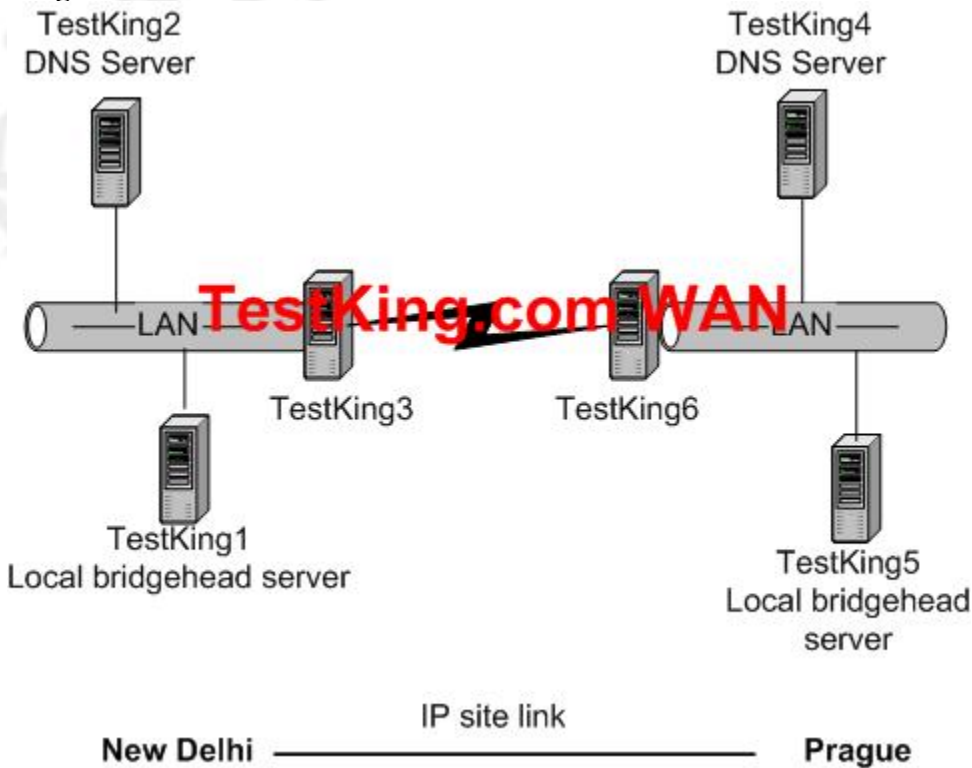 TestKing2
DNS Server
TestKing4
DNS Server
LAN
TestKing.com WAN
LAN
TestKing3
TestKing6
TestKing1
Local bridgehead server
TestKing5
Local bridgehead
server
IP site link
New Delhi
Prague